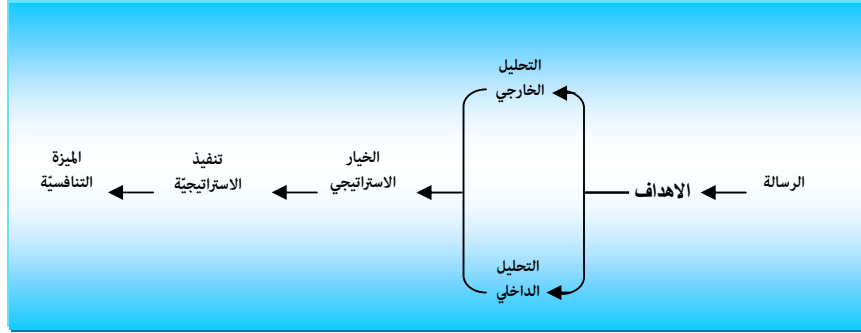 الرسالة
الاهداف
التحليل
الخارجي
التحليل
الداخلي
الخيار
الاستراتيجي
تنفيذ
الاستراتيجيّة
الميزة
التنافسيّة